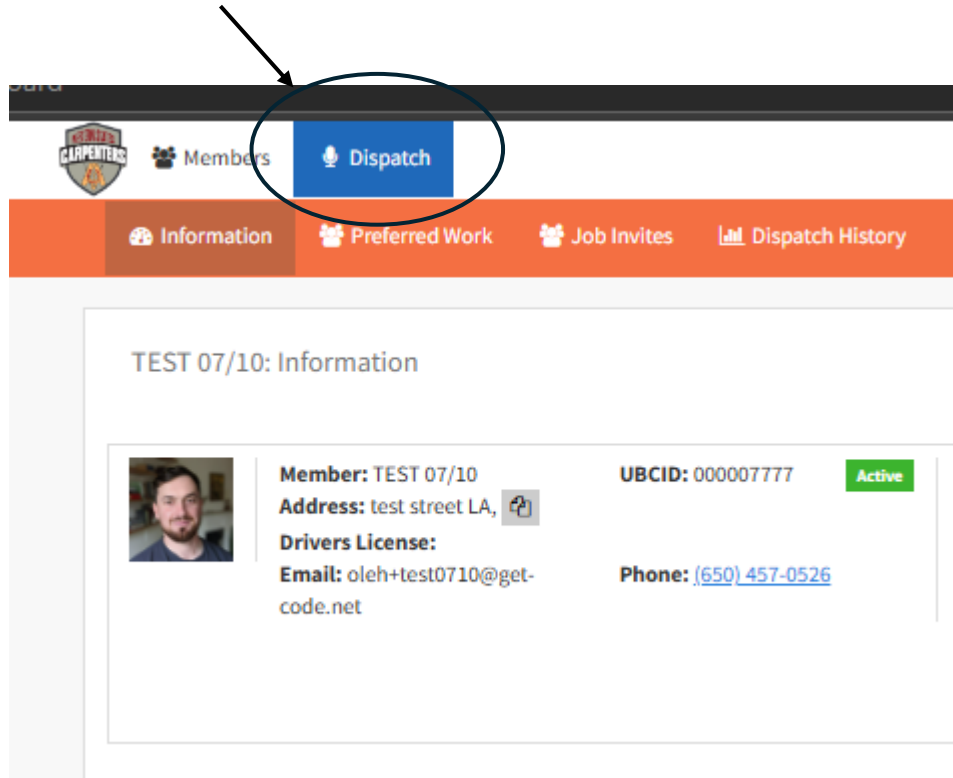 Members Dispatch
Information Preferred Work Job Invites Dispatch History
TEST 07/10: Information
Member: TEST 07/10 UBCID: 000007777 Active
Address: test street LA,
Drivers License:
Email: oleh+test0710@get- Phone: (650) 457-0526
code.net
CARPENTERS